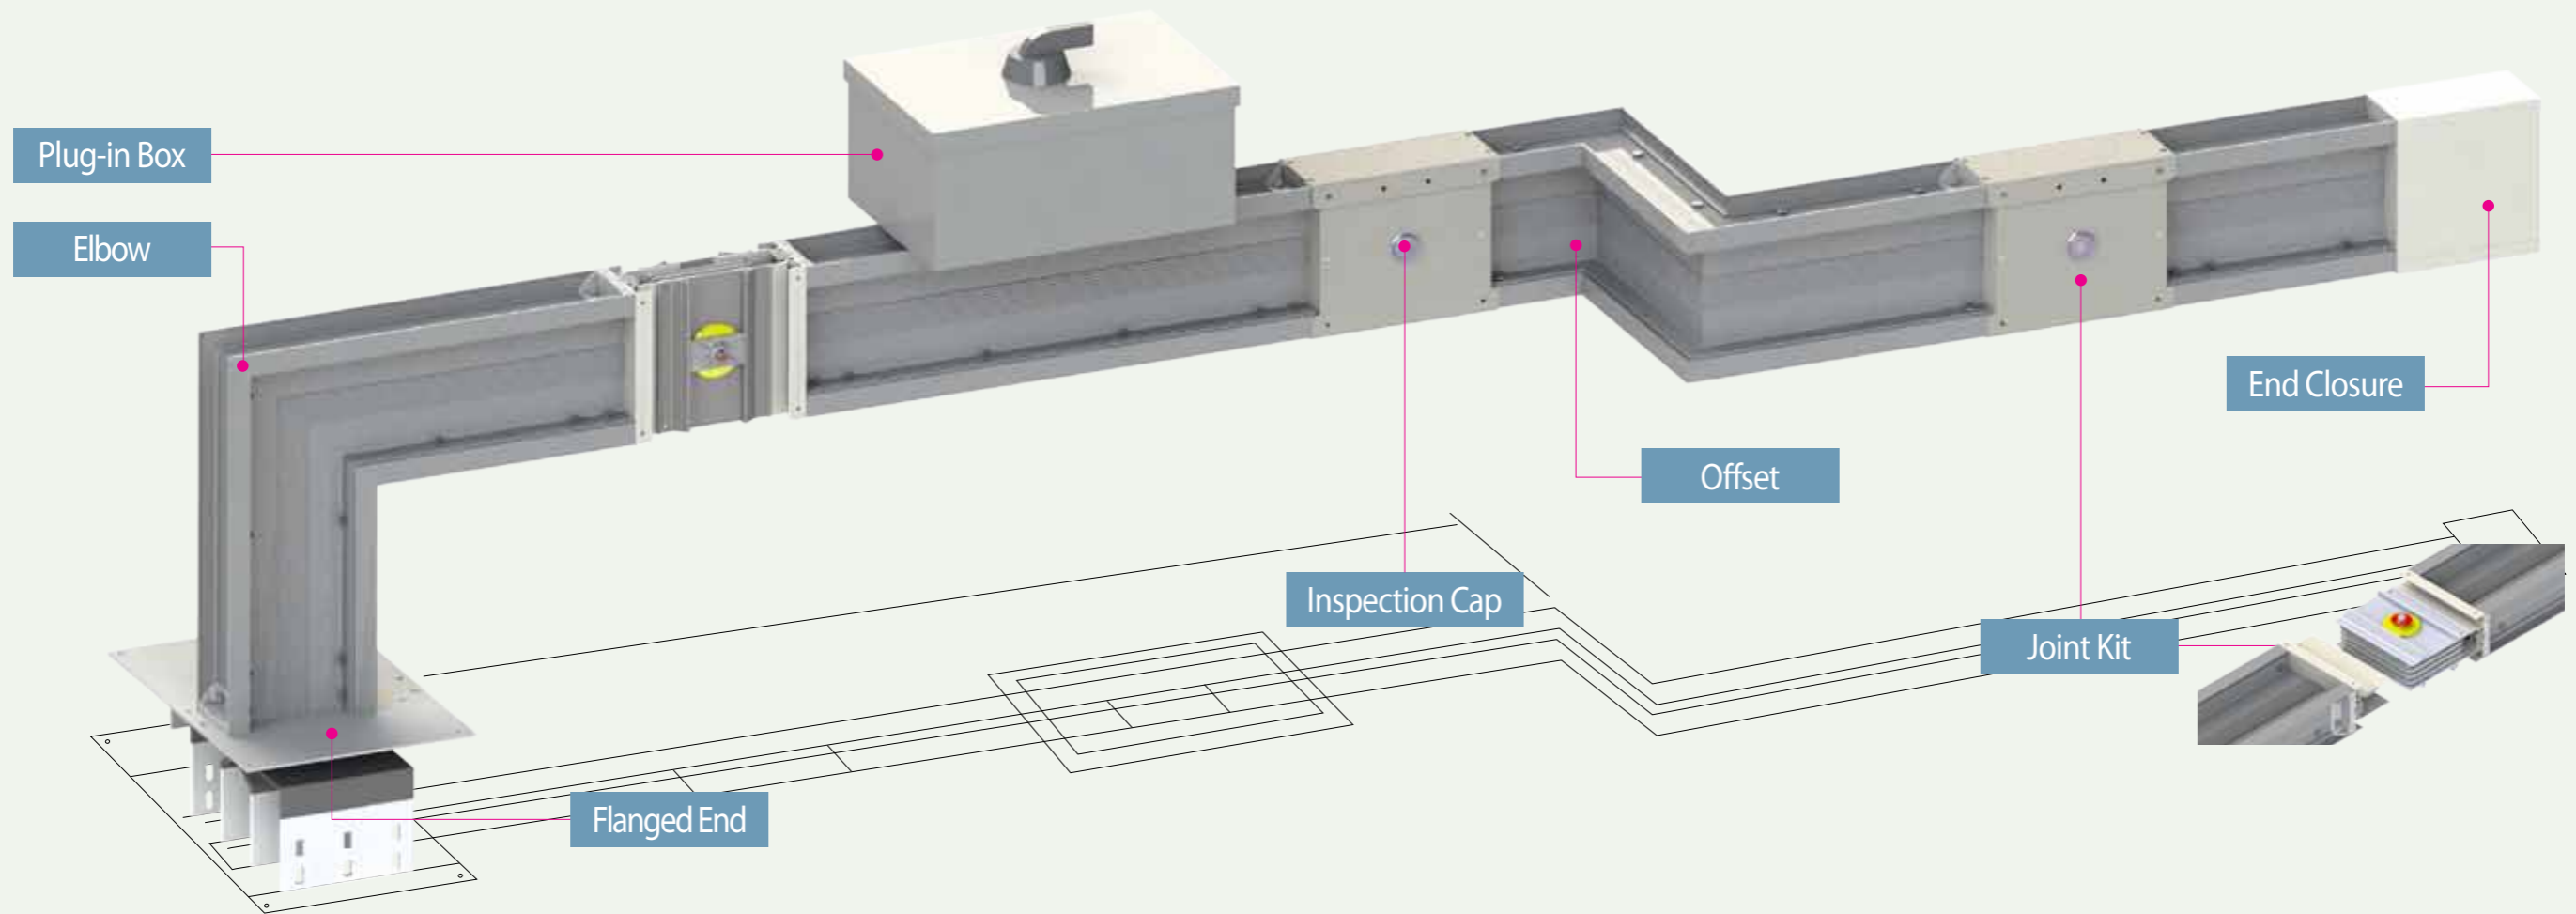 Plug-in Box
Elbow
End Closure
Offset
Inspection Cap
Joint Kit
Flanged End